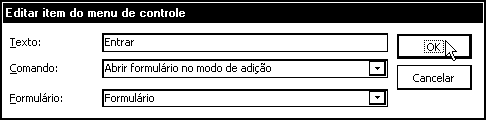 Editar item do menu de controle
Texto: Entrar OK
Comando: Abrir formulário no modo de adição Cancelar
Formulário: Formulário